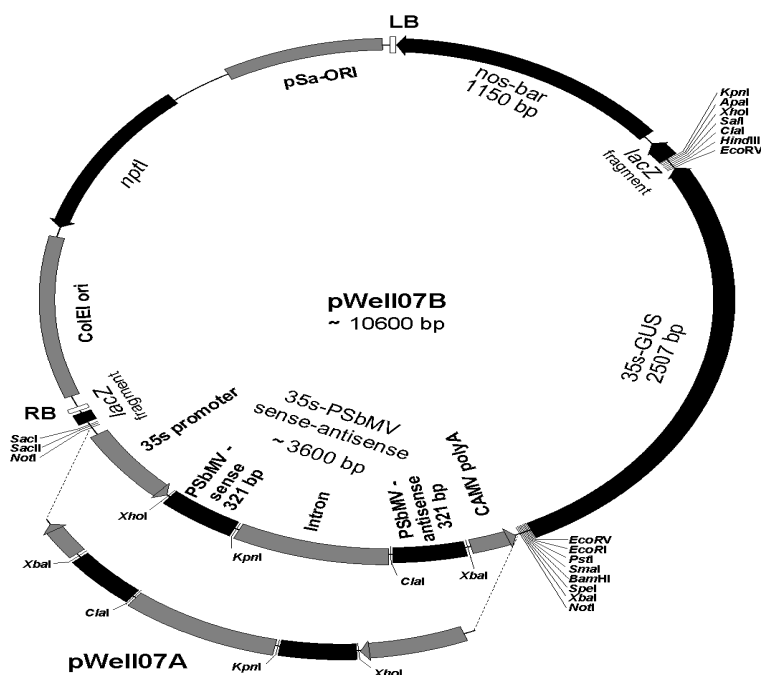 LB
pSa-ORI
nos-bar
1150 bp
KpnI
ApaI
XhoI
SalI
ClaI
HindIII
EcoRV
lacZ
fragment
nptI
ColEI ori
pWell07B
~ 10600 bp
35s-GUS
2507 bp
RB
lacZ
fragment
SacI
SacII
NotI
35s promoter
35s-PSbMV
sense-antisense
~ 3600 bp
XhoI
PSbMV -
sense
321 bp
KpnI
Intron
ClaI
PSbMV -
antisense
321 bp
XbaI
CAMV polyA
EcoRV
EcoRI
PstI
SmaI
BamHI
SpeI
XbaI
NotI
XbaI
ClaI
KpnI
XhoI
pWell07A